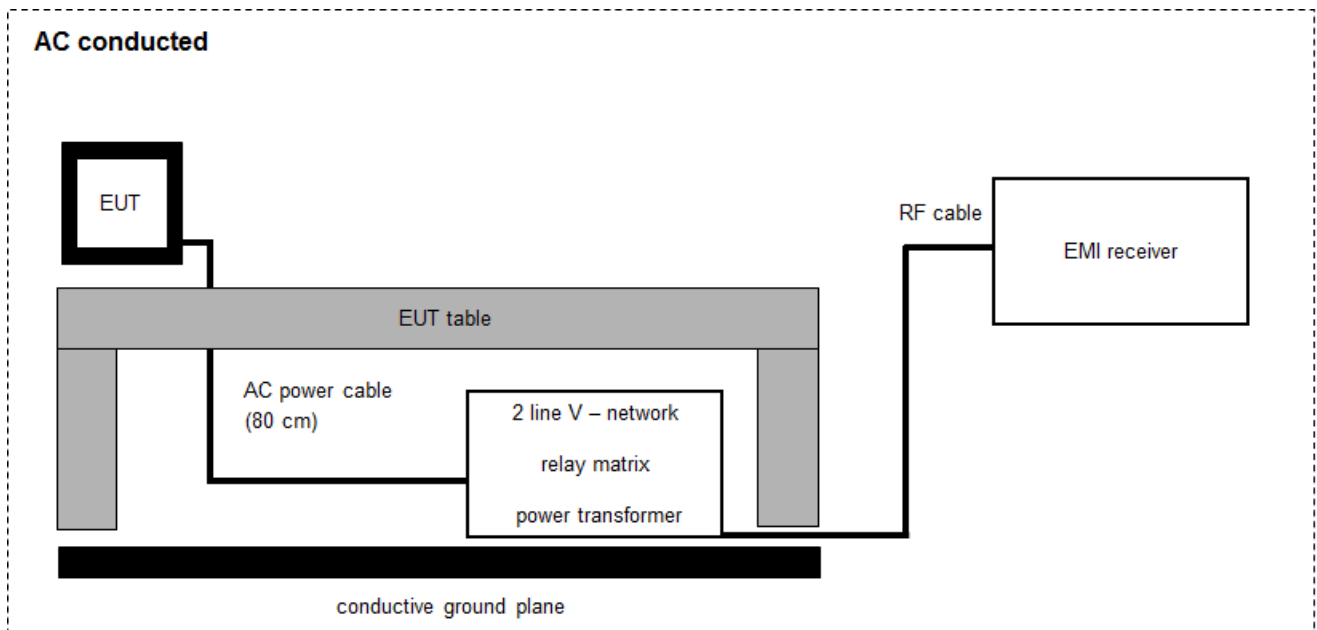 AC conducted
EUT
RF cable
EMI receiver
EUT table
AC power cable
(80 cm)
2 line V – network
relay matrix
power transformer
conductive ground plane